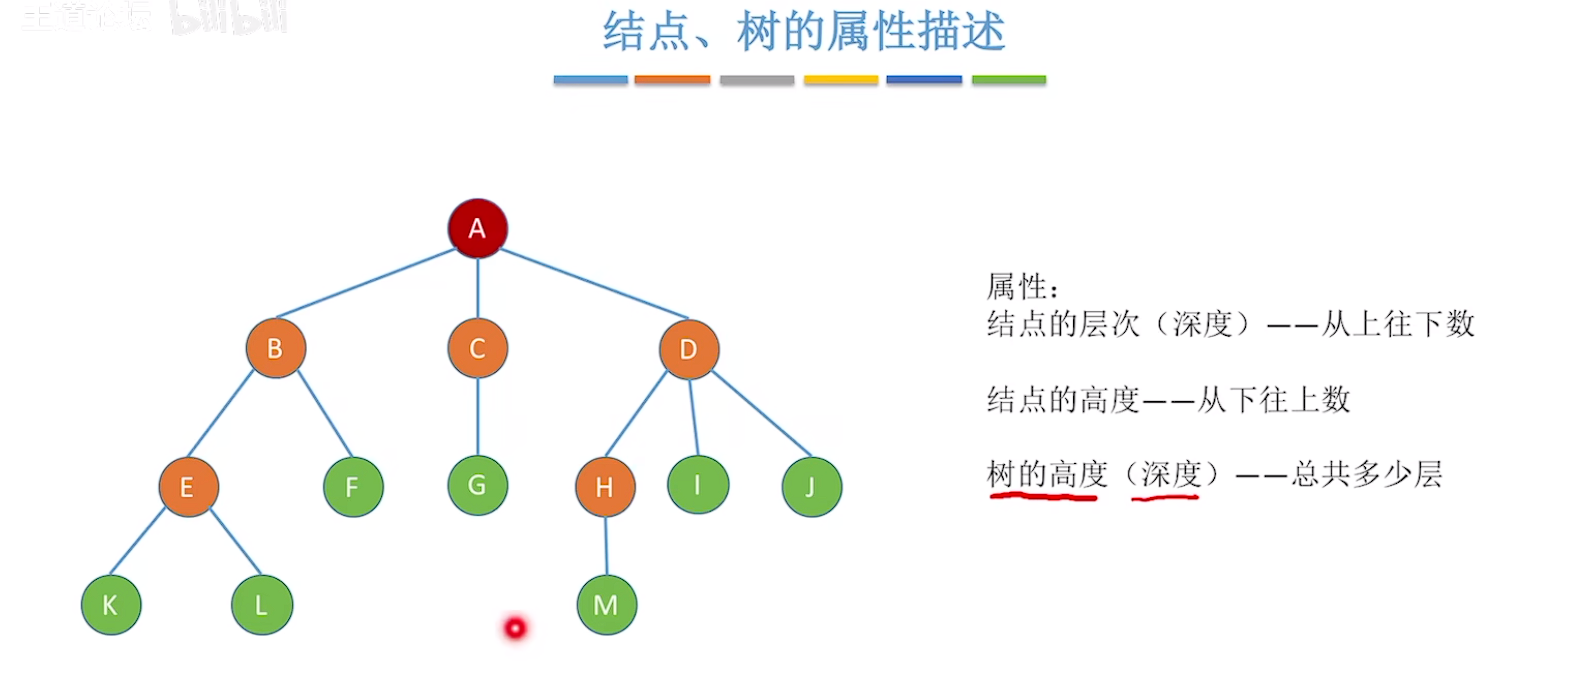 bilibili
结点、树的属性描述
A
B
C
D
E
F
G
H
I
J
K
L
M
属性：
结点的层次（深度）——从上往下数
结点的高度——从下往上数
树的高度（深度）——总共多少层